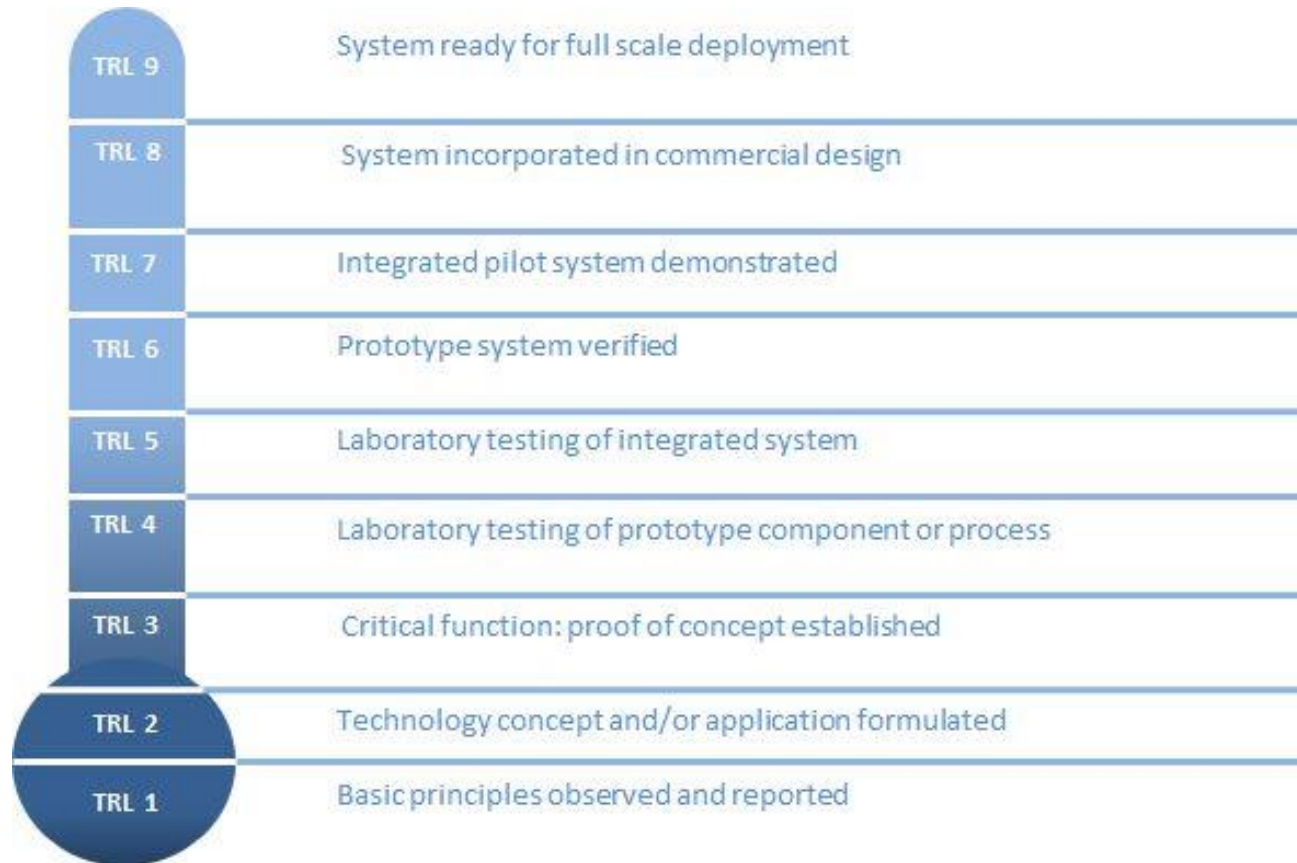 TRL 9 System ready for full scale deployment
TRL 8 System incorporated in commercial design
TRL 7 Integrated pilot system demonstrated
TRL 6 Prototype system verified
TRL 5 Laboratory testing of integrated system
TRL 4 Laboratory testing of prototype component or process
TRL 3 Critical function: proof of concept established
TRL 2 Technology concept and/or application formulated
TRL 1 Basic principles observed and reported